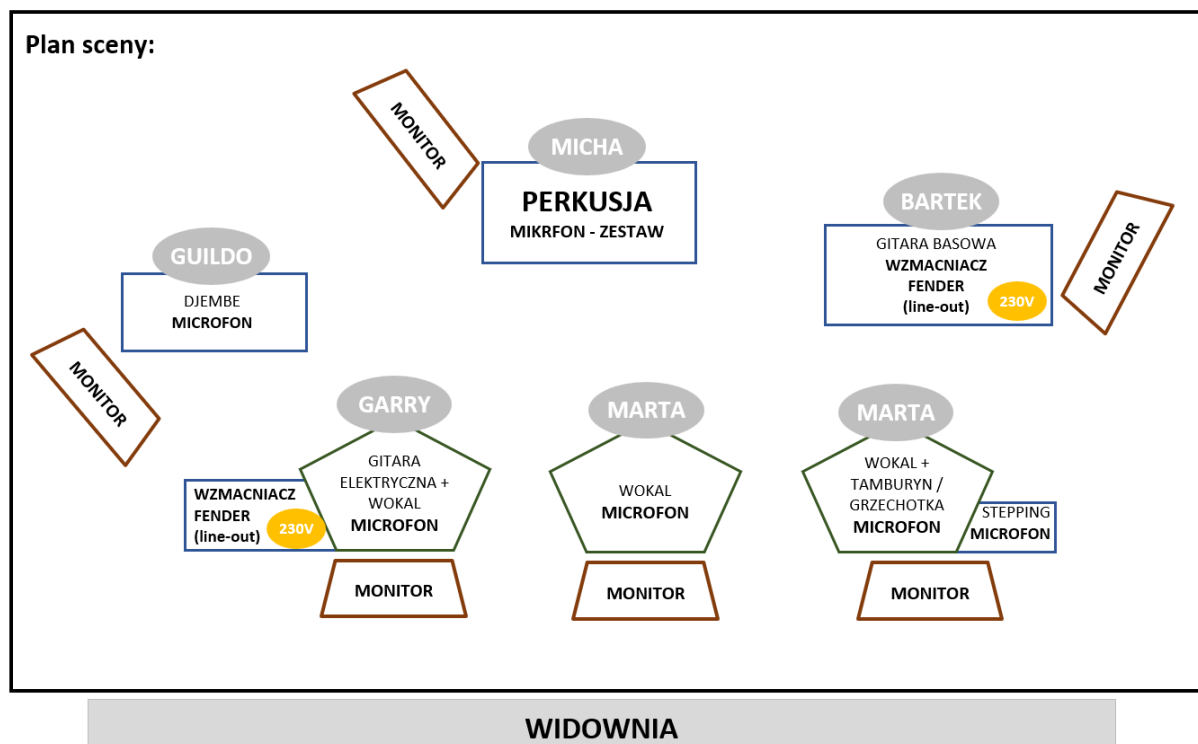 Plan sceny:
MONITOR
MICHA
PERKUSJA
MIKRFON - ZESTAW
BARTEK
GITARA BASOWA
WZMACNIACZ
FENDER
(line-out)
230V
MONITOR
GUILDO
DJEMBE
MICROFON
MONITOR
GARRY
GITARA
ELEKTRYCZNA +
WOKAL
MICROFON
WZMACNIACZ
FENDER
(line-out)
230V
MONITOR
MARTA
WOKAL
MICROFON
MONITOR
MARTA
WOKAL +
TAMBURYN /
GRZECHOTKA
MICROFON
STEPPING
MICROFON
MONITOR
WIDOWNIA